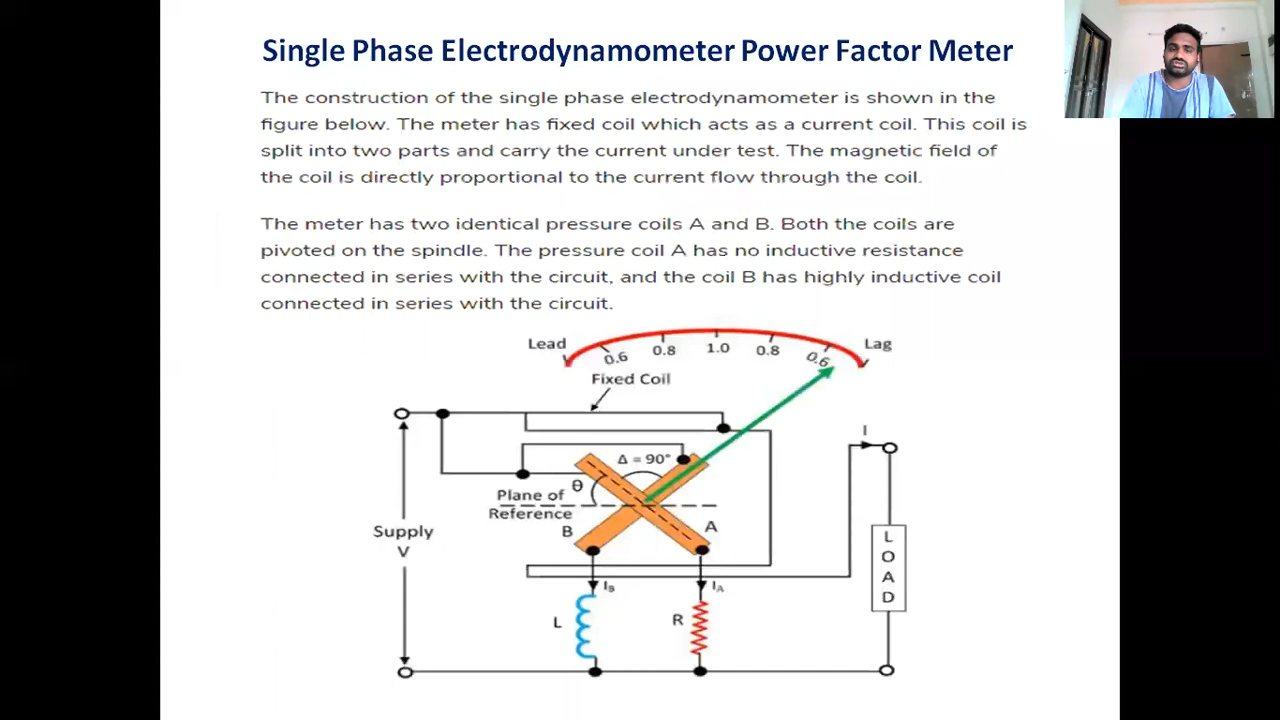 Single Phase Electrodynamometer Power Factor Meter
The construction of the single phase electrodynamometer is shown in the
figure below. The meter has fixed coil which acts as a current coil. This coil is
split into two parts and carry the current under test. The magnetic field of
the coil is directly proportional to the current flow through the coil.
The meter has two identical pressure coils A and B. Both the coils are
pivoted on the spindle. The pressure coil A has no inductive resistance
connected in series with the circuit, and the coil B has highly inductive coil
connected in series with the circuit.
Lead
0.6
0.8
1.0
0.8
0.6
Lag
Fixed Coil
I
Δ = 90°
θ
Plane of
Reference
B
A
Supply
V
LOAD
I_B
I_A
L
R